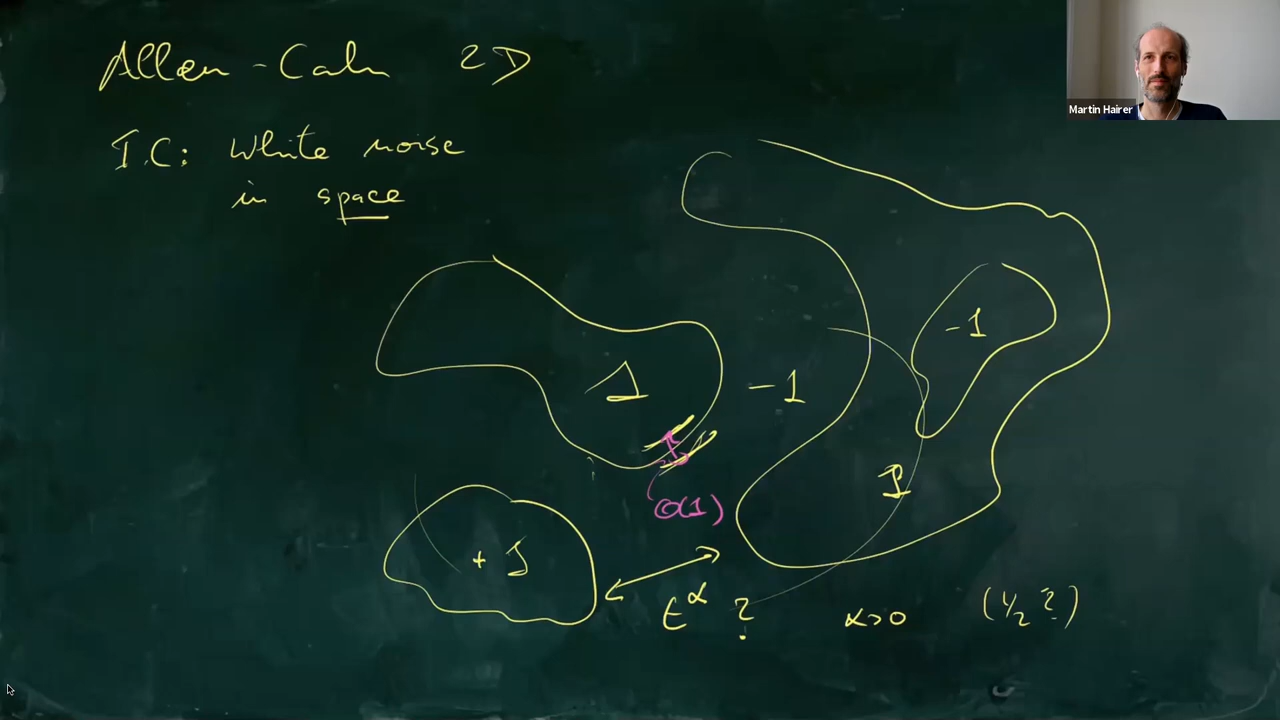 Allen-Cahn 2D
I.C: White noise
in space
Martin Hairer
-1
1
-1
1
O(1)
+1
t^α ?
α>0
(1/2 ?)